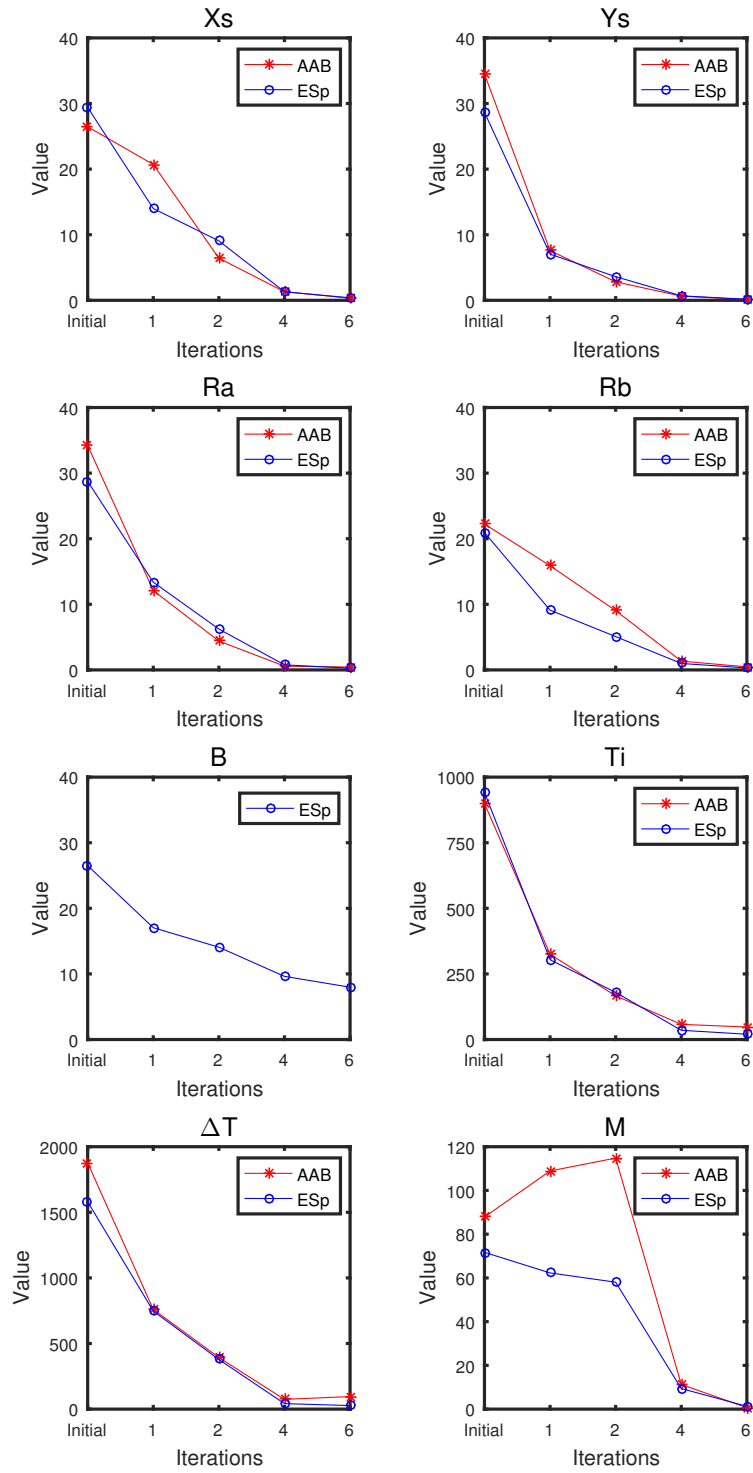 Xs
40
30
20
10
0
Value
AAB
ESp
Initial 1 2 4 6
Iterations
Ys
40
30
20
10
0
Value
AAB
ESp
Initial 1 2 4 6
Iterations
Ra
40
30
20
10
0
Value
AAB
ESp
Initial 1 2 4 6
Iterations
Rb
40
30
20
10
0
Value
AAB
ESp
Initial 1 2 4 6
Iterations
B
40
30
20
10
0
Value
ESp
Initial 1 2 4 6
Iterations
Ti
1000
750
500
250
0
Value
AAB
ESp
Initial 1 2 4 6
Iterations
ΔT
2000
1500
1000
500
0
Value
AAB
ESp
Initial 1 2 4 6
Iterations
M
120
100
80
60
40
20
0
Value
AAB
ESp
Initial 1 2 4 6
Iterations